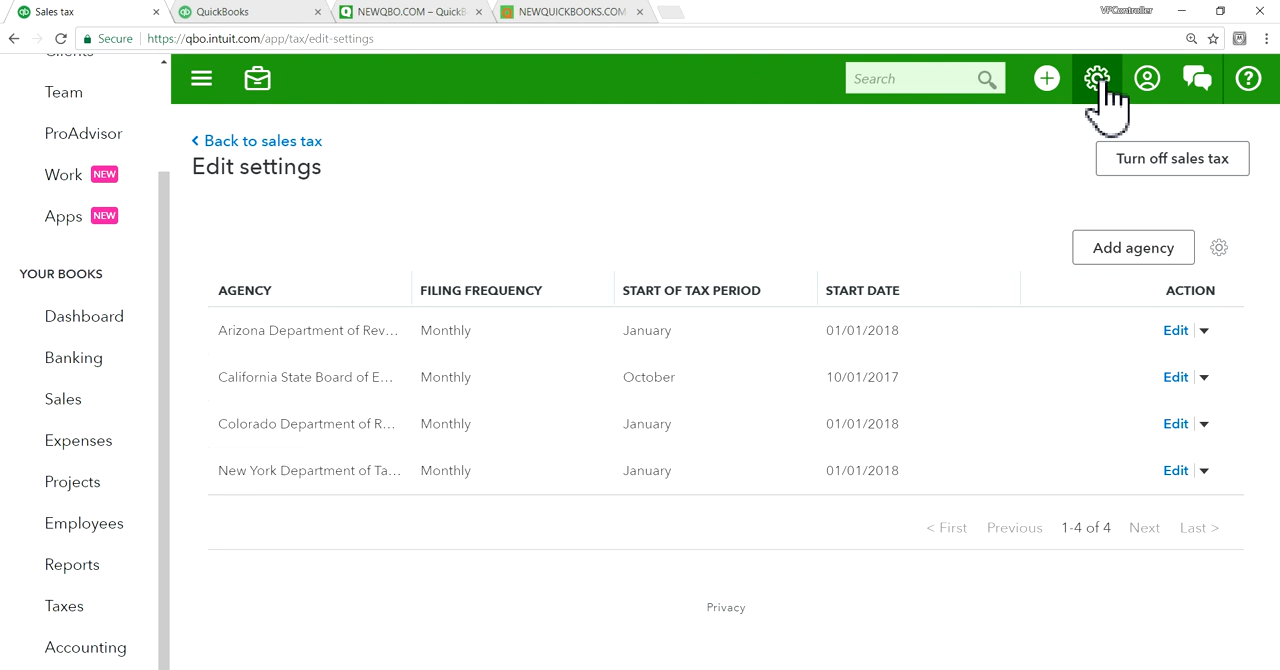 Sales tax
QuickBooks
NEWQBO.COM – QuickB
NEWQUICKBOOKS.COM
VPController
Secure
https://qbo.intuit.com/app/tax/edit-settings
Clients
Team
ProAdvisor
Work NEW
Apps NEW
YOUR BOOKS
Dashboard
Banking
Sales
Expenses
Projects
Employees
Reports
Taxes
Accounting
Search
Back to sales tax
Edit settings
Turn off sales tax
Add agency
AGENCY FILING FREQUENCY START OF TAX PERIOD START DATE ACTION
Arizona Department of Rev... Monthly January 01/01/2018 Edit
California State Board of E... Monthly October 10/01/2017 Edit
Colorado Department of R... Monthly January 01/01/2018 Edit
New York Department of Ta... Monthly January 01/01/2018 Edit
< First Previous 1-4 of 4 Next Last >
Privacy